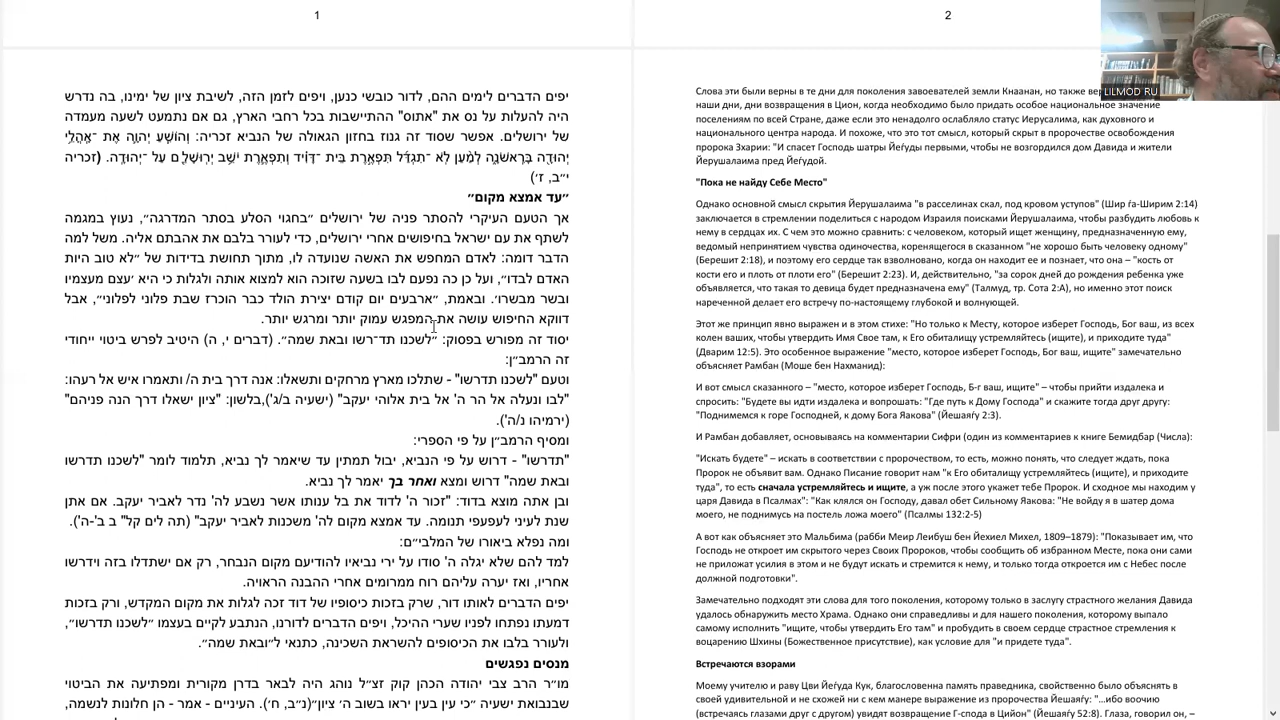 1
יפים הדברים לימים ההם, לדור כובשי כנען, ויפים לזמן הזה, לשיבת ציון של ימינו, בה נדרש
היה להעלות על נס את "אתוס" ההתיישבות בכל רחבי הארץ, גם אם נתמעט לשעה מעמדה
של ירושלים. אפשר שסוד זה גנוז בחזון הגאולה של הנביא זכריה: וְהוֹשִׁ֧עַ יְהוָ֛ה אֶת ־אׇהֳלֵ֥י
יְהוּדָ֖ה בָּרִֽאשֹׁנָ֑ה לְמַ֨עַן לֹֽא ־תִגְדַּ֜ל תִּפְאֶ֣רֶת בֵּֽית ־דָּוִ֗יד וְתִפְאֶ֛רֶת יֹשֵׁ֥ב יְרוּשָׁלִַ֖ם עַל ־יְהוּדָֽה. (זכריה
י״ב, ז')
״עד אמצא מקום״
אך הטעם העיקרי להסתר פניה של ירושלים ״בחגוי הסלע בסתר המדרגה״, נעוץ במגמה
לשתף את עם ישראל בחיפושים אחרי ירושלים, כדי לעורר בלבם את אהבתם אליה. משל למה
הדבר דומה: לאדם המחפש את האשה שנועדה לו, מתוך תחושת בדידות של ״לא טוב היות
האדם לבדו״, ועל כן כה נפעם לבו בשעה שזוכה הוא למצוא אותה ולגלות כי היא ׳עצם מעצמיו
ובשר מבשרו׳. ובאמת, ״ארבעים יום קודם יצירת הולד כבר הוכרז שבת פלוני לפלוני״, אבל
דווקא החיפוש עושה את המפגש עמוק יותר ומרגש יותר.
יסוד זה מפורש בפסוק: ״לשכנו תד־רשו ובאת שמה״. (דברים י, ה) היטיב לפרש ביטוי ייחודי
זה הרמב״ן:
וטעם "לשכנו תדרשו" - שתלכו מארץ מרחקים ותשאלו: אנה דרך בית ה/ ותאמרו איש אל רעהו:
"לבו ונעלה אל הר ה' אל בית אלוהי יעקב" (ישעיה ב/ג'),בלשון: "ציון ישאלו דרך הנה פניהם"
(ירמיהו נ/ה').
ומסיף הרמב״ן על פי הספרי:
"תדרשו" - דרוש על פי הנביא, יבול תמתין עד שיאמר לך נביא, תלמוד לומר "לשכנו תדרשו
ובאת שמה" דרוש ומצא ואחר בך יאמר לך נביא.
ובן אתה מוצא בדוד: "זכור ה' לדוד את בל ענותו אשר נשבע לה' נדר לאביר יעקב. אם אתן
שנת לעיני לעפעפי תנומה. עד אמצא מקום לה' משכנות לאביר יעקב" (תה לים קל" ב ב'-ה').
ומה נפלא ביאורו של המלבי״ם:
למד להם שלא יגלה ה' סודו על ירי נביאיו להודיעם מקום הנבחר, רק אם ישתדלו בזה וידרשו
אחריו, ואז יערה עליהם רוח ממרומים אחרי ההבנה הראויה.
יפים הדברים לאותו דור, שרק בזכות כיסופיו של דוד זכה לגלות את מקום המקדש, ורק בזכות
דמעתו נפתחו לפניו שערי ההיכל, ויפים הדברים לדורנו, הנתבע לקיים בעצמו ״לשכנו תדרשו״,
ולעורר בלבו את הכיסופים להשראת השכינה, כתנאי ל״ובאת שמה״.
מנסים נפגשים
מו״ר הרב צבי יהודה הכהן קוק זצ״ל נוהג היה לבאר בדרן מקורית ומפתיעה את הביטוי
שבנבואת ישעיה ״כי עין בעין יראו בשוב ה׳ ציון״(נ״ב, ח׳). העיניים - אמר - הן חלונות לנשמה,
2
LILMOD RU
Слова эти были верны в те дни для поколения завоевателей земли Кнаанан, но также ве
наши дни, дни возвращения в Цион, когда необходимо было придать особое национальное значение
поселениям по всей Стране, даже если это ненадолго ослабляло статус Иерусалима, как духовного и
национального центра народа. И похоже, что это тот смысл, который скрыт в пророчестве освобождения
пророка Зхарии: "И спасет Господь шатры Йеѓуды первыми, чтобы не возгордился дом Давида и жители
Йерушалаима пред Йеѓудой.
"Пока не найду Себе Место"
Однако основной смысл скрытия Йерушалаима "в расселинах скал, под кровом уступов" (Шир ѓа-Ширим 2:14)
заключается в стремлении поделиться с народом Израиля поисками Йерушалаима, чтобы разбудить любовь к
нему в сердцах их. С чем это можно сравнить: с человеком, который ищет женщину, предназначенную ему,
ведомый неприятием чувства одиночества, коренящегося в сказанном "не хорошо быть человеку одному"
(Берешит 2:18), и поэтому его сердце так взволновано, когда он находит ее и познает, что она – "кость от
кости его и плоть от плоти его" (Берешит 2:23). И, действительно, "за сорок дней до рождения ребенка уже
объявляется, что такая то девица будет предназначена ему" (Талмуд, тр. Сота 2:А), но именно этот поиск
нареченной делает его встречу по-настоящему глубокой и волнующей.
Этот же принцип явно выражен и в этом стихе: "Но только к Месту, которое изберет Господь, Бог ваш, из всех
колен ваших, чтобы утвердить Имя Свое там, к Его обиталищу устремляйтесь (ищите), и приходите туда"
(Дварим 12:5). Это особенное выражение "место, которое изберет Господь, Бог ваш, ищите" замечательно
объясняет Рамбан (Моше бен Нахманид):
И вот смысл сказанного – "место, которое изберет Господь, Б-г ваш, ищите" – чтобы прийти издалека и
спросить: "Будете вы идти издалека и вопрошать: "Где путь к Дому Господа" и скажите тогда друг другу:
"Поднимемся к горе Господней, к дому Бога Яакова" (Йешаяѓу 2:3).
И Рамбан добавляет, основываясь на комментарии Сифри (один из комментариев к книге Бемидбар (Числа):
"Искать будете" – искать в соответствии с пророчеством, то есть, можно понять, что следует ждать, пока
Пророк не объявит вам. Однако Писание говорит нам "к Его обиталищу устремляйтесь (ищите), и приходите
туда", то есть сначала устремляйтесь и ищите, а уж после этого укажет тебе Пророк. И сходное мы находим у
царя Давида в Псалмах": "Как клялся он Господу, давал обет Сильному Яакова: "Не войду я в шатер дома
моего, не поднимусь на постель ложа моего" (Псалмы 132:2-5)
А вот как объясняет это Мальбима (рабби Меир Леибуш бен Йехиел Михел, 1809–1879): "Показывает им, что
Господь не откроет им скрытого через Своих Пророков, чтобы сообщить об избранном Месте, пока они сами
не приложат усилия в этом и не будут искать и стремится к нему, и только тогда откроется им с Небес после
должной подготовки".
Замечательно подходят эти слова для того поколения, которому только в заслугу страстного желания Давида
удалось обнаружить место Храма. Однако они справедливы и для нашего поколения, которому выпало
самому исполнить "ищите, чтобы утвердить Его там" и пробудить в своем сердце страстное стремления к
воцарению Шхины (Божественное присутствие), как условие для "и придете туда".
Встречаются взорами
Моему учителю и раву Цви Йеѓуда Кук, благословенна память праведника, свойственно было объяснять в
своей удивительной и не схожей ни с кем манере выражение из пророчества Йешаяѓу: "…ибо воочию
(встречаясь глазами друг с другом) увидят возвращение Г-спода в Цийон" (Йешаяѓу 52:8). Глаза, говорил он, –